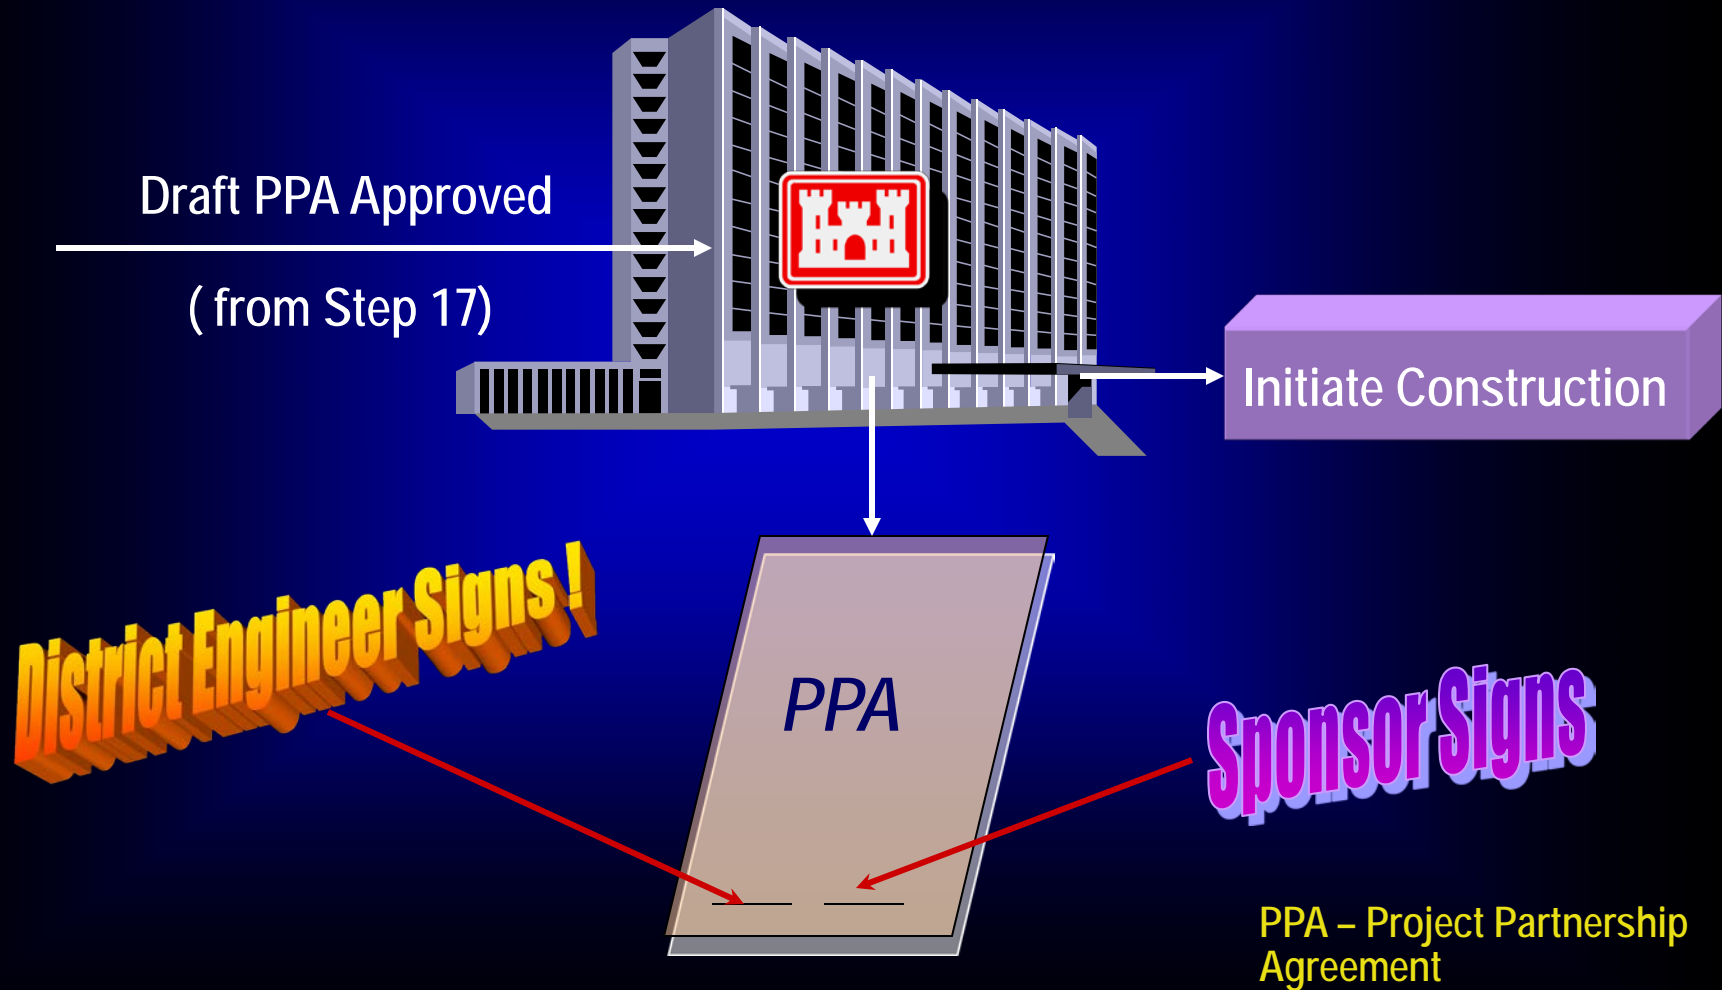 Draft PPA Approved
( from Step 17)
Initiate Construction
District Engineer Signs !
PPA
Sponsor Signs
PPA – Project Partnership
Agreement